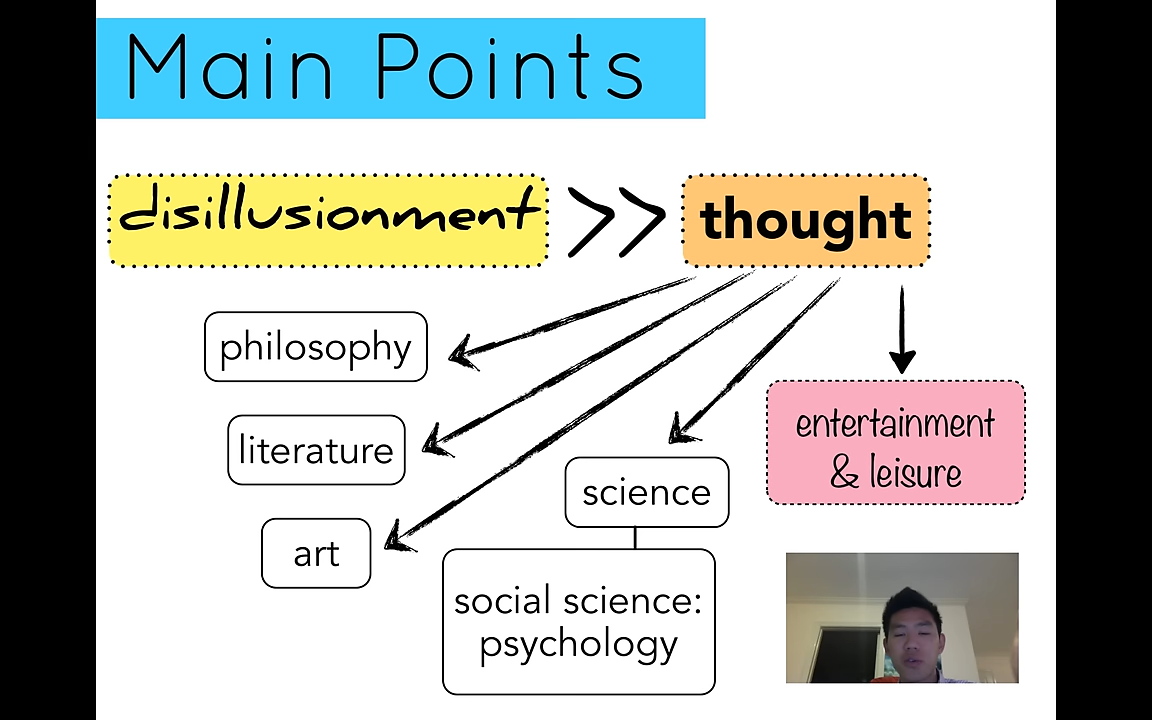 Main Points
disillusionment >> thought
philosophy
literature
art
science
social science:
psychology
entertainment
& leisure